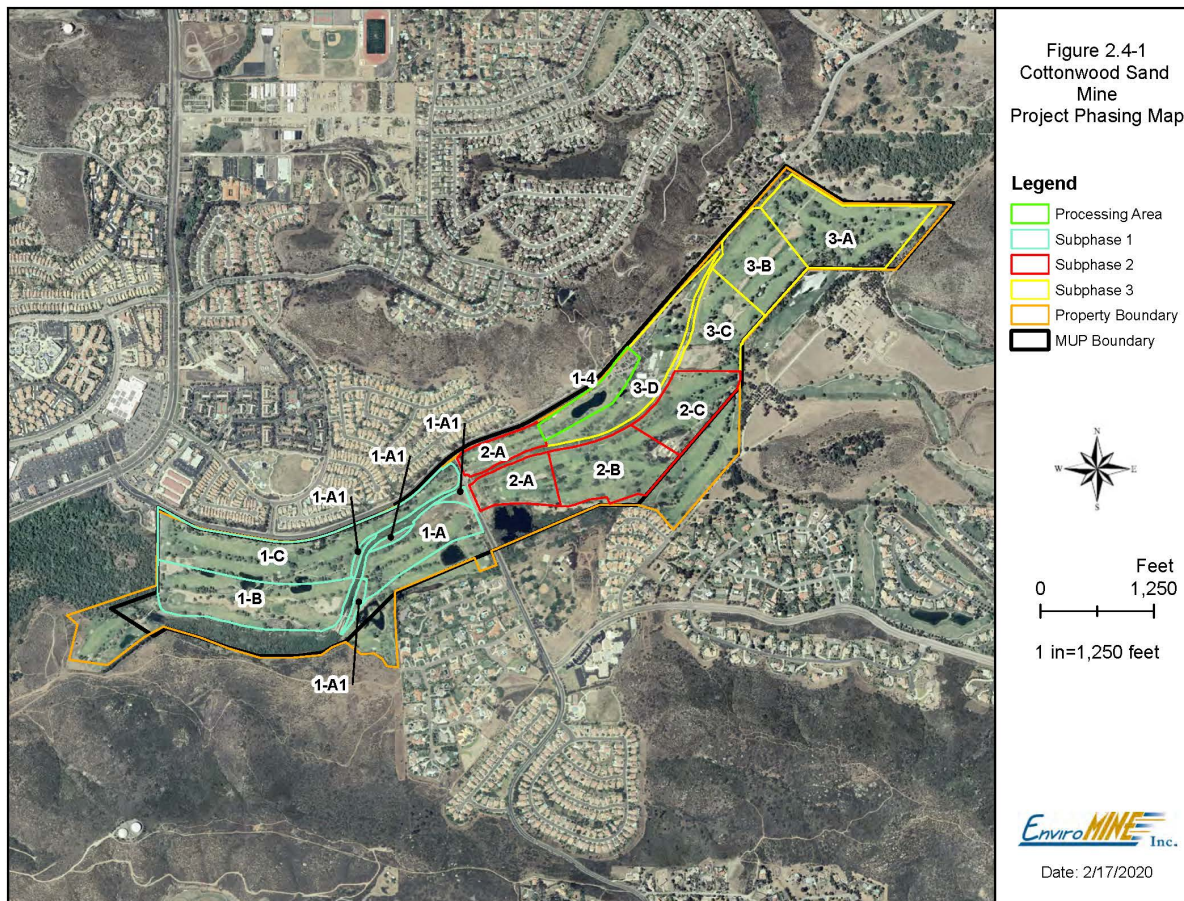 Figure 2.4-1
Cottonwood Sand
Mine
Project Phasing Map
Legend
Processing Area
Subphase 1
Subphase 2
Subphase 3
Property Boundary
MUP Boundary
N
W E
S
Feet
0 1,250
1 in=1,250 feet
EnviroMINE Inc.
Date: 2/17/2020
3-A
3-B
3-C
1-4
3-D
2-C
1-A1
2-A
1-A1
2-B
2-A
1-A1
1-A
1-C
1-B
1-A1